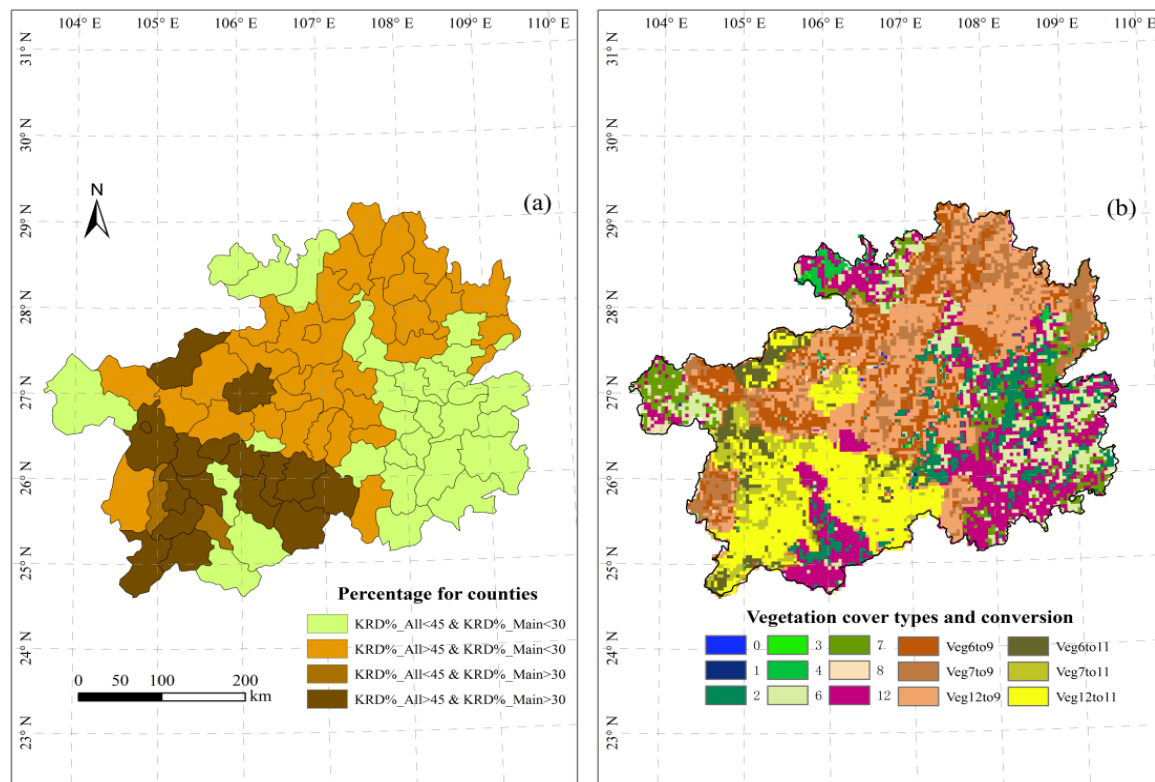 104° E 105° E 106° E 107° E 108° E 109° E 110° E
31° N
30° N
29° N
28° N
27° N
26° N
25° N
24° N
23° N
N
(a)
Percentage for counties
KRD%_All<45 & KRD%_Main<30
KRD%_All>45 & KRD%_Main<30
KRD%_All<45 & KRD%_Main>30
KRD%_All>45 & KRD%_Main>30
0 50 100 200
km
104° E 105° E 106° E 107° E 108° E 109° E 110° E
31° N
30° N
29° N
28° N
27° N
26° N
25° N
24° N
23° N
(b)
Vegetation cover types and conversion
0 3 7 Veg6to9 Veg6to11
1 4 8 Veg7to9 Veg7to11
2 6 12 Veg12to9 Veg12to11